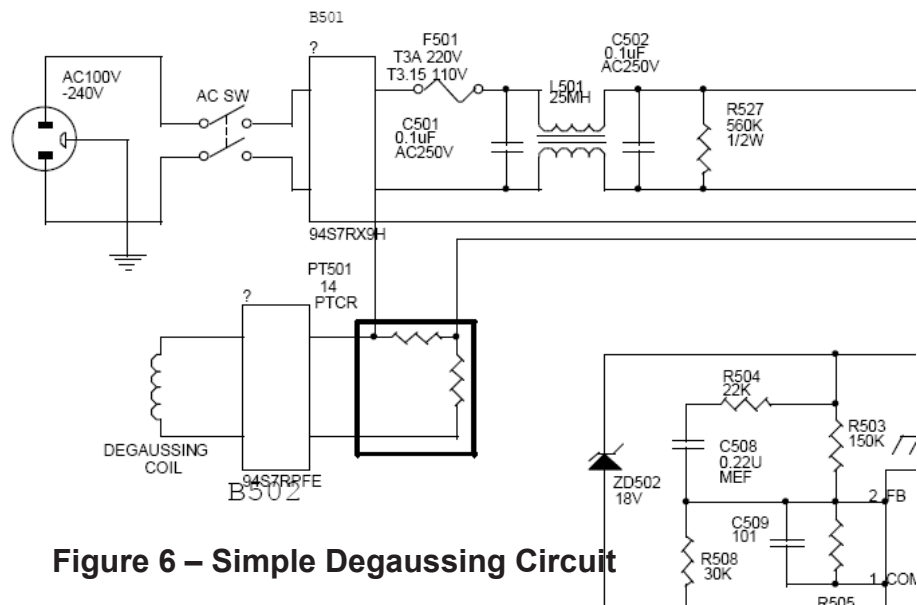 B501
?
F501
T3A 220V
T3.15 110V
C502
0.1uF
AC250V
AC100V
-240V
AC SW
L501
25MH
R527
560K
1/2W
C501
0.1uF
AC250V
94S7RX9H
PT501
14
PTCR
?
DEGAUSSING
COIL
94S7RPFE
B502
R504
22K
R503
150K
C508
0.22U
MEF
ZD502
18V
2 FB
C509
101
R508
30K
1 COM
R505
Figure 6 – Simple Degaussing Circuit